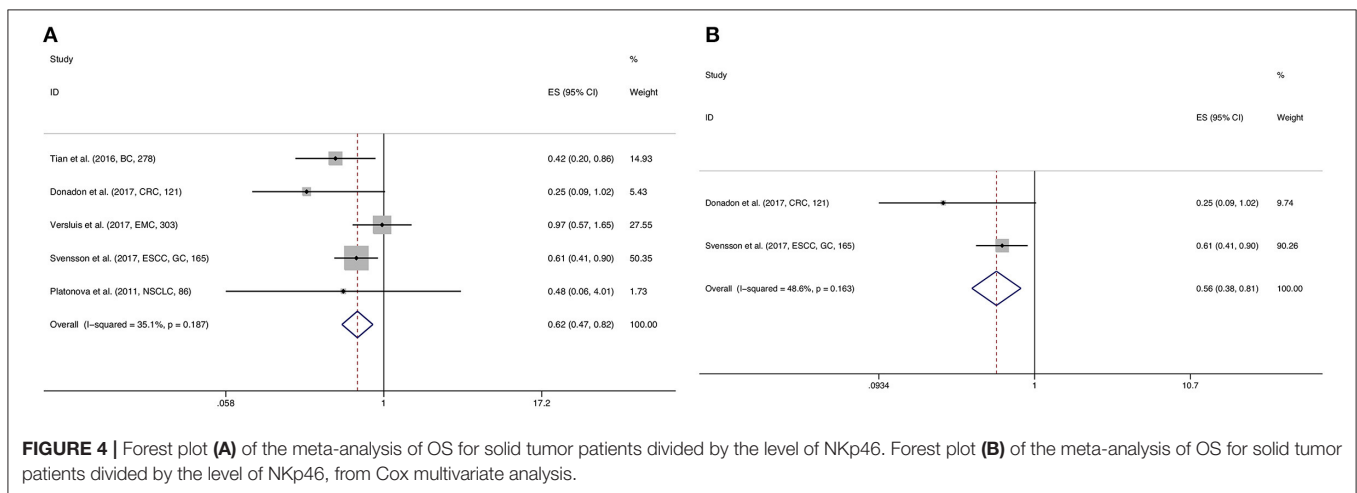 A
Study
%
ID
ES (95% CI)
Weight
Tian et al. (2016, BC, 278)
0.42 (0.20, 0.86)
14.93
Donadon et al. (2017, CRC, 121)
0.25 (0.09, 1.02)
5.43
Versluis et al. (2017, EMC, 303)
0.97 (0.57, 1.65)
27.55
Svensson et al. (2017, ESCC, GC, 165)
0.61 (0.41, 0.90)
50.35
Platonova et al. (2011, NSCLC, 86)
0.48 (0.06, 4.01)
1.73
Overall (I−squared = 35.1%, p = 0.187)
0.62 (0.47, 0.82)
100.00
.058
1
17.2
B
Study
%
ID
ES (95% CI)
Weight
Donadon et al. (2017, CRC, 121)
0.25 (0.09, 1.02)
9.74
Svensson et al. (2017, ESCC, GC, 165)
0.61 (0.41, 0.90)
90.26
Overall (I−squared = 48.6%, p = 0.163)
0.56 (0.38, 0.81)
100.00
.0934
1
10.7
FIGURE 4 | Forest plot (A) of the meta-analysis of OS for solid tumor patients divided by the level of NKp46. Forest plot (B) of the meta-analysis of OS for solid tumor
patients divided by the level of NKp46, from Cox multivariate analysis.